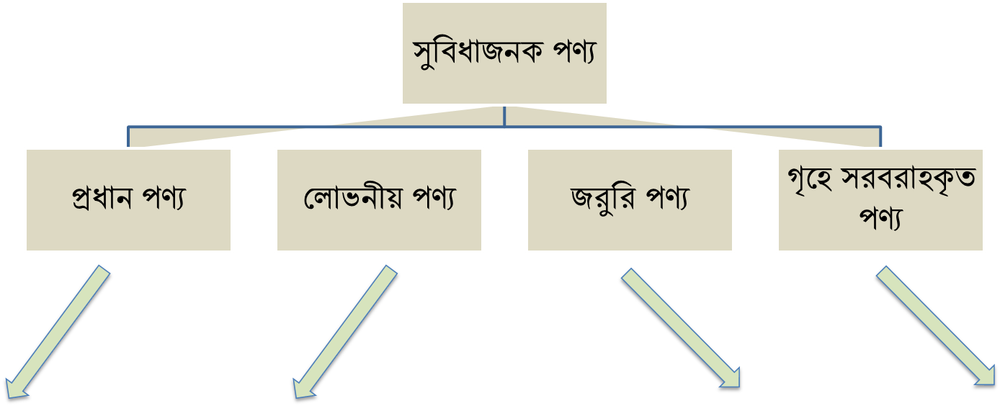 সুবিধাজনক পণ্য
প্রধান পণ্য
লোভনীয় পণ্য
জরুরি পণ্য
গৃহে সরবরাহকৃত
পণ্য